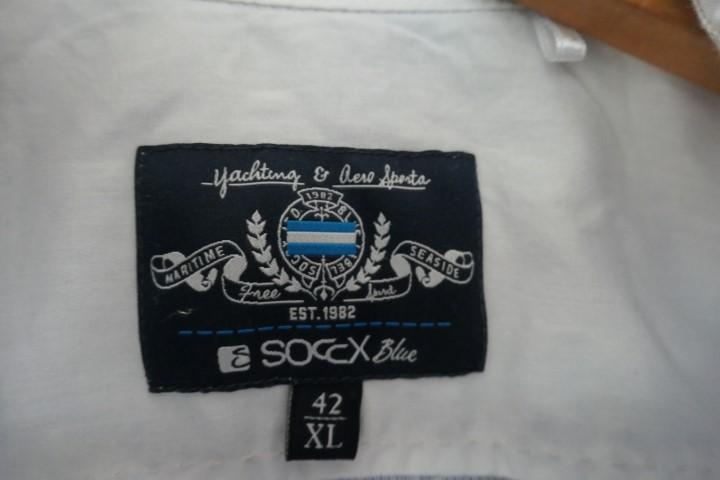 Yachting & Aero Sports
1982
MARITIME
SEASIDE
Free
EST.1982
SOCCX Blue
42
XL